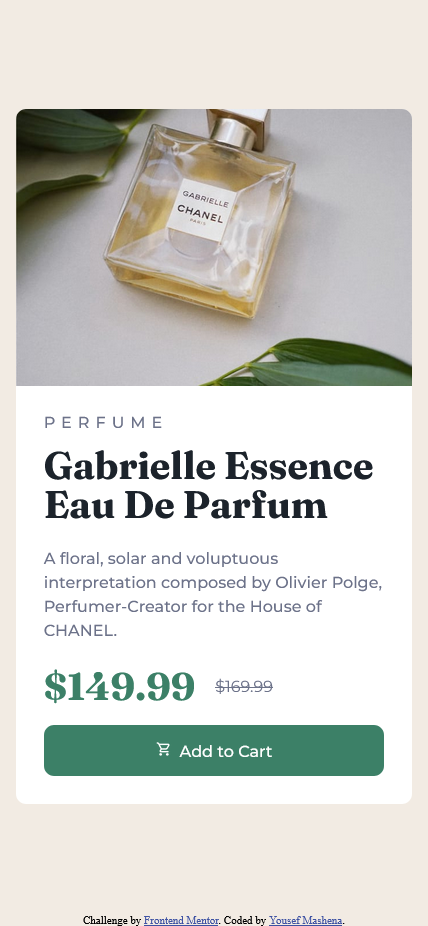 GABRIELLE
CHANEL
PARIS
PERFUME
Gabrielle Essence
Eau De Parfum
A floral, solar and voluptuous
interpretation composed by Olivier Polge,
Perfumer-Creator for the House of
CHANEL.
$149.99 $169.99
Add to Cart
Challenge by Frontend Mentor. Coded by Yousef Mashena.